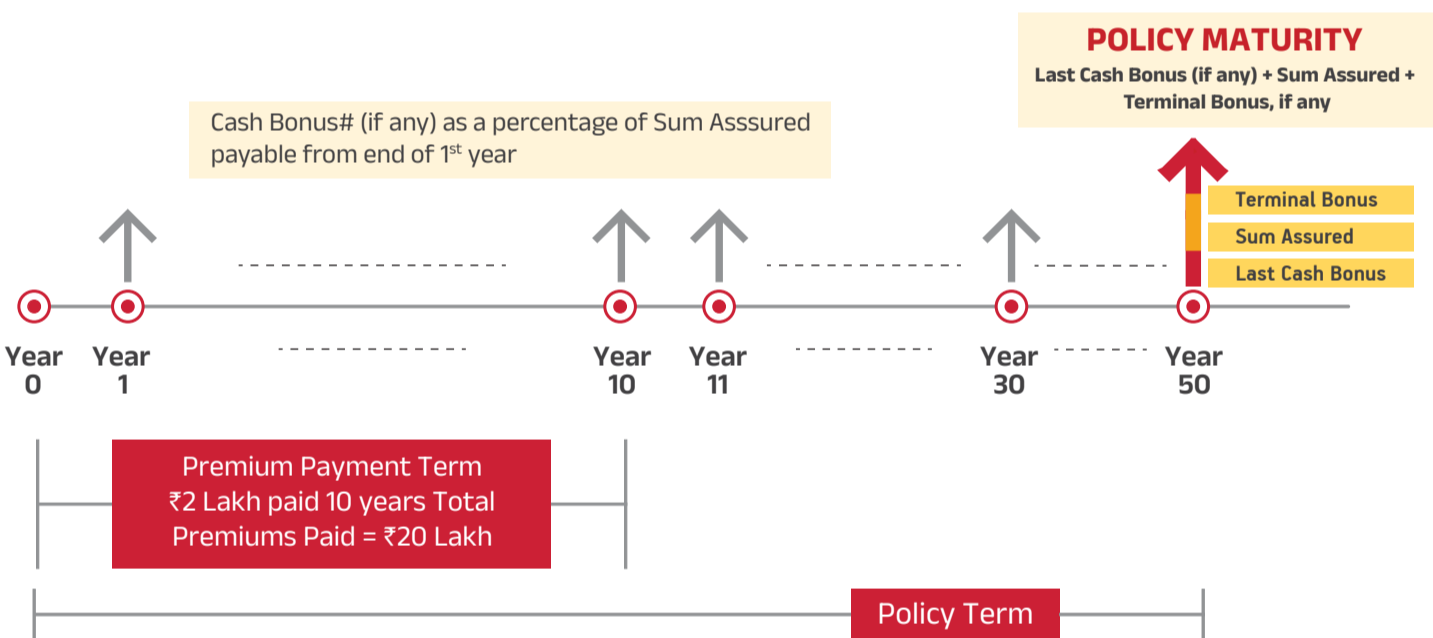 POLICY MATURITY
Last Cash Bonus (if any) + Sum Assured +
Terminal Bonus, if any
Cash Bonus# (if any) as a percentage of Sum Asssured
payable from end of 1st year
Terminal Bonus
Sum Assured
Last Cash Bonus
Year 0
Year 1
Year 10
Year 11
Year 30
Year 50
Premium Payment Term
₹2 Lakh paid 10 years Total
Premiums Paid = ₹20 Lakh
Policy Term